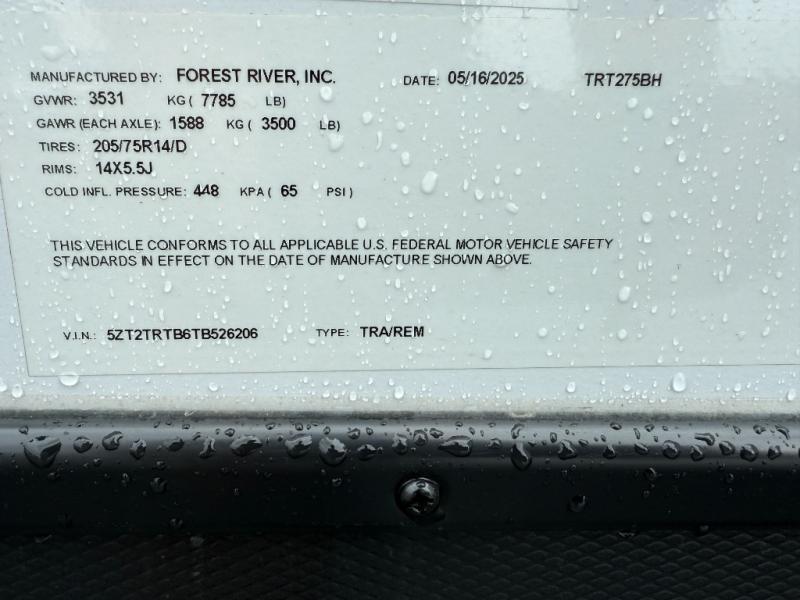 MANUFACTURED BY: FOREST RIVER, INC. DATE: 05/16/2025 TRT275BH
GVWR: 3531 KG ( 7785 LB)
GAWR (EACH AXLE): 1588 KG ( 3500 LB)
TIRES: 205/75R14/D
RIMS: 14X5.5J
COLD INFL. PRESSURE: 448 KPA ( 65 PSI )
THIS VEHICLE CONFORMS TO ALL APPLICABLE U.S. FEDERAL MOTOR VEHICLE SAFETY
STANDARDS IN EFFECT ON THE DATE OF MANUFACTURE SHOWN ABOVE.
V.I.N.: 5ZT2TRTB6TB526206 TYPE: TRA/REM